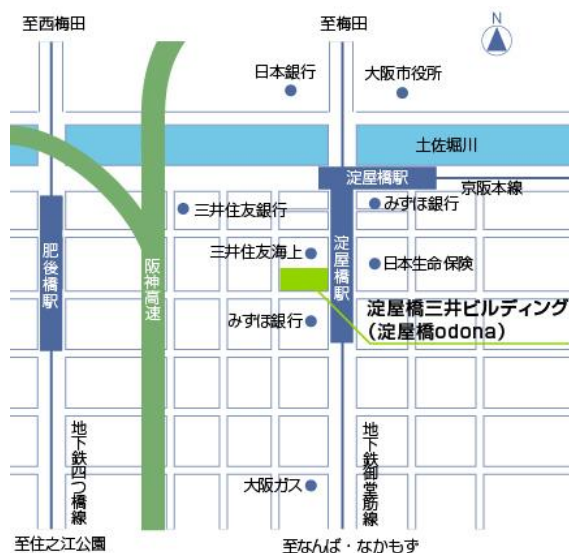 至西梅田
至梅田
N
日本銀行
大阪市役所
土佐堀川
淀屋橋駅
京阪本線
三井住友銀行
みずほ銀行
肥後橋駅
阪神高速
三井住友海上
淀屋橋駅
日本生命保険
淀屋橋三井ビルディング
(淀屋橋odona)
みずほ銀行
地下鉄四つ橋線
地下鉄御堂筋線
大阪ガス
至住之江公園
至なんば・なかもず